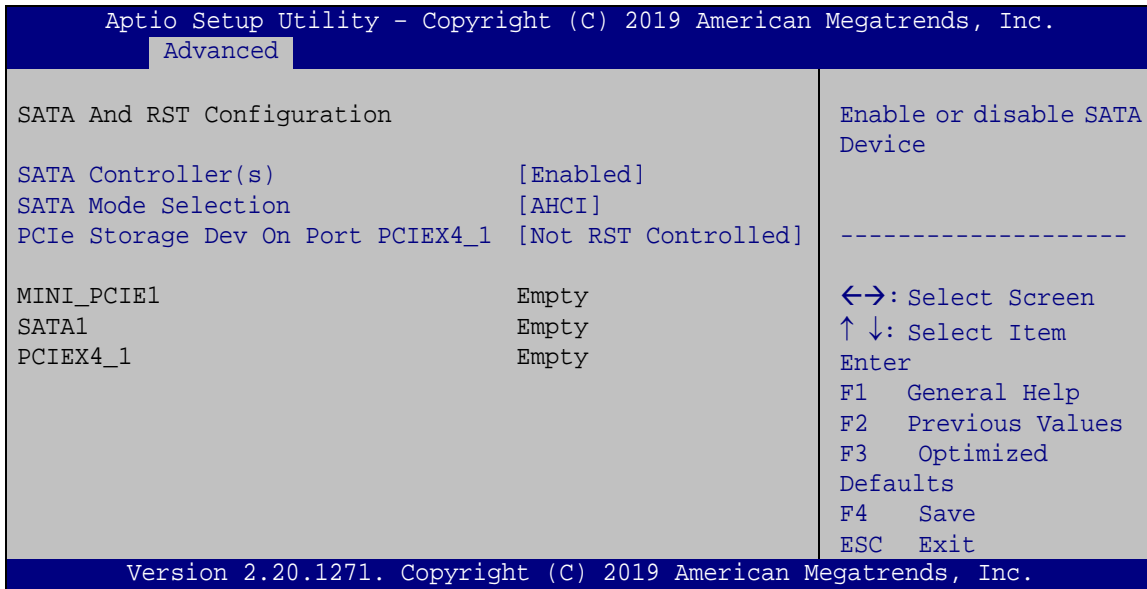 Aptio Setup Utility – Copyright (C) 2019 American Megatrends, Inc.
Advanced
SATA And RST Configuration
SATA Controller(s) [Enabled]
SATA Mode Selection [AHCI]
PCIe Storage Dev On Port PCIEX4_1 [Not RST Controlled]
MINI_PCIE1 Empty
SATA1 Empty
PCIEX4_1 Empty
Enable or disable SATA
Device
--------------------
←→: Select Screen
↑ ↓: Select Item
Enter
F1 General Help
F2 Previous Values
F3 Optimized
Defaults
F4 Save
ESC Exit
Version 2.20.1271. Copyright (C) 2019 American Megatrends, Inc.